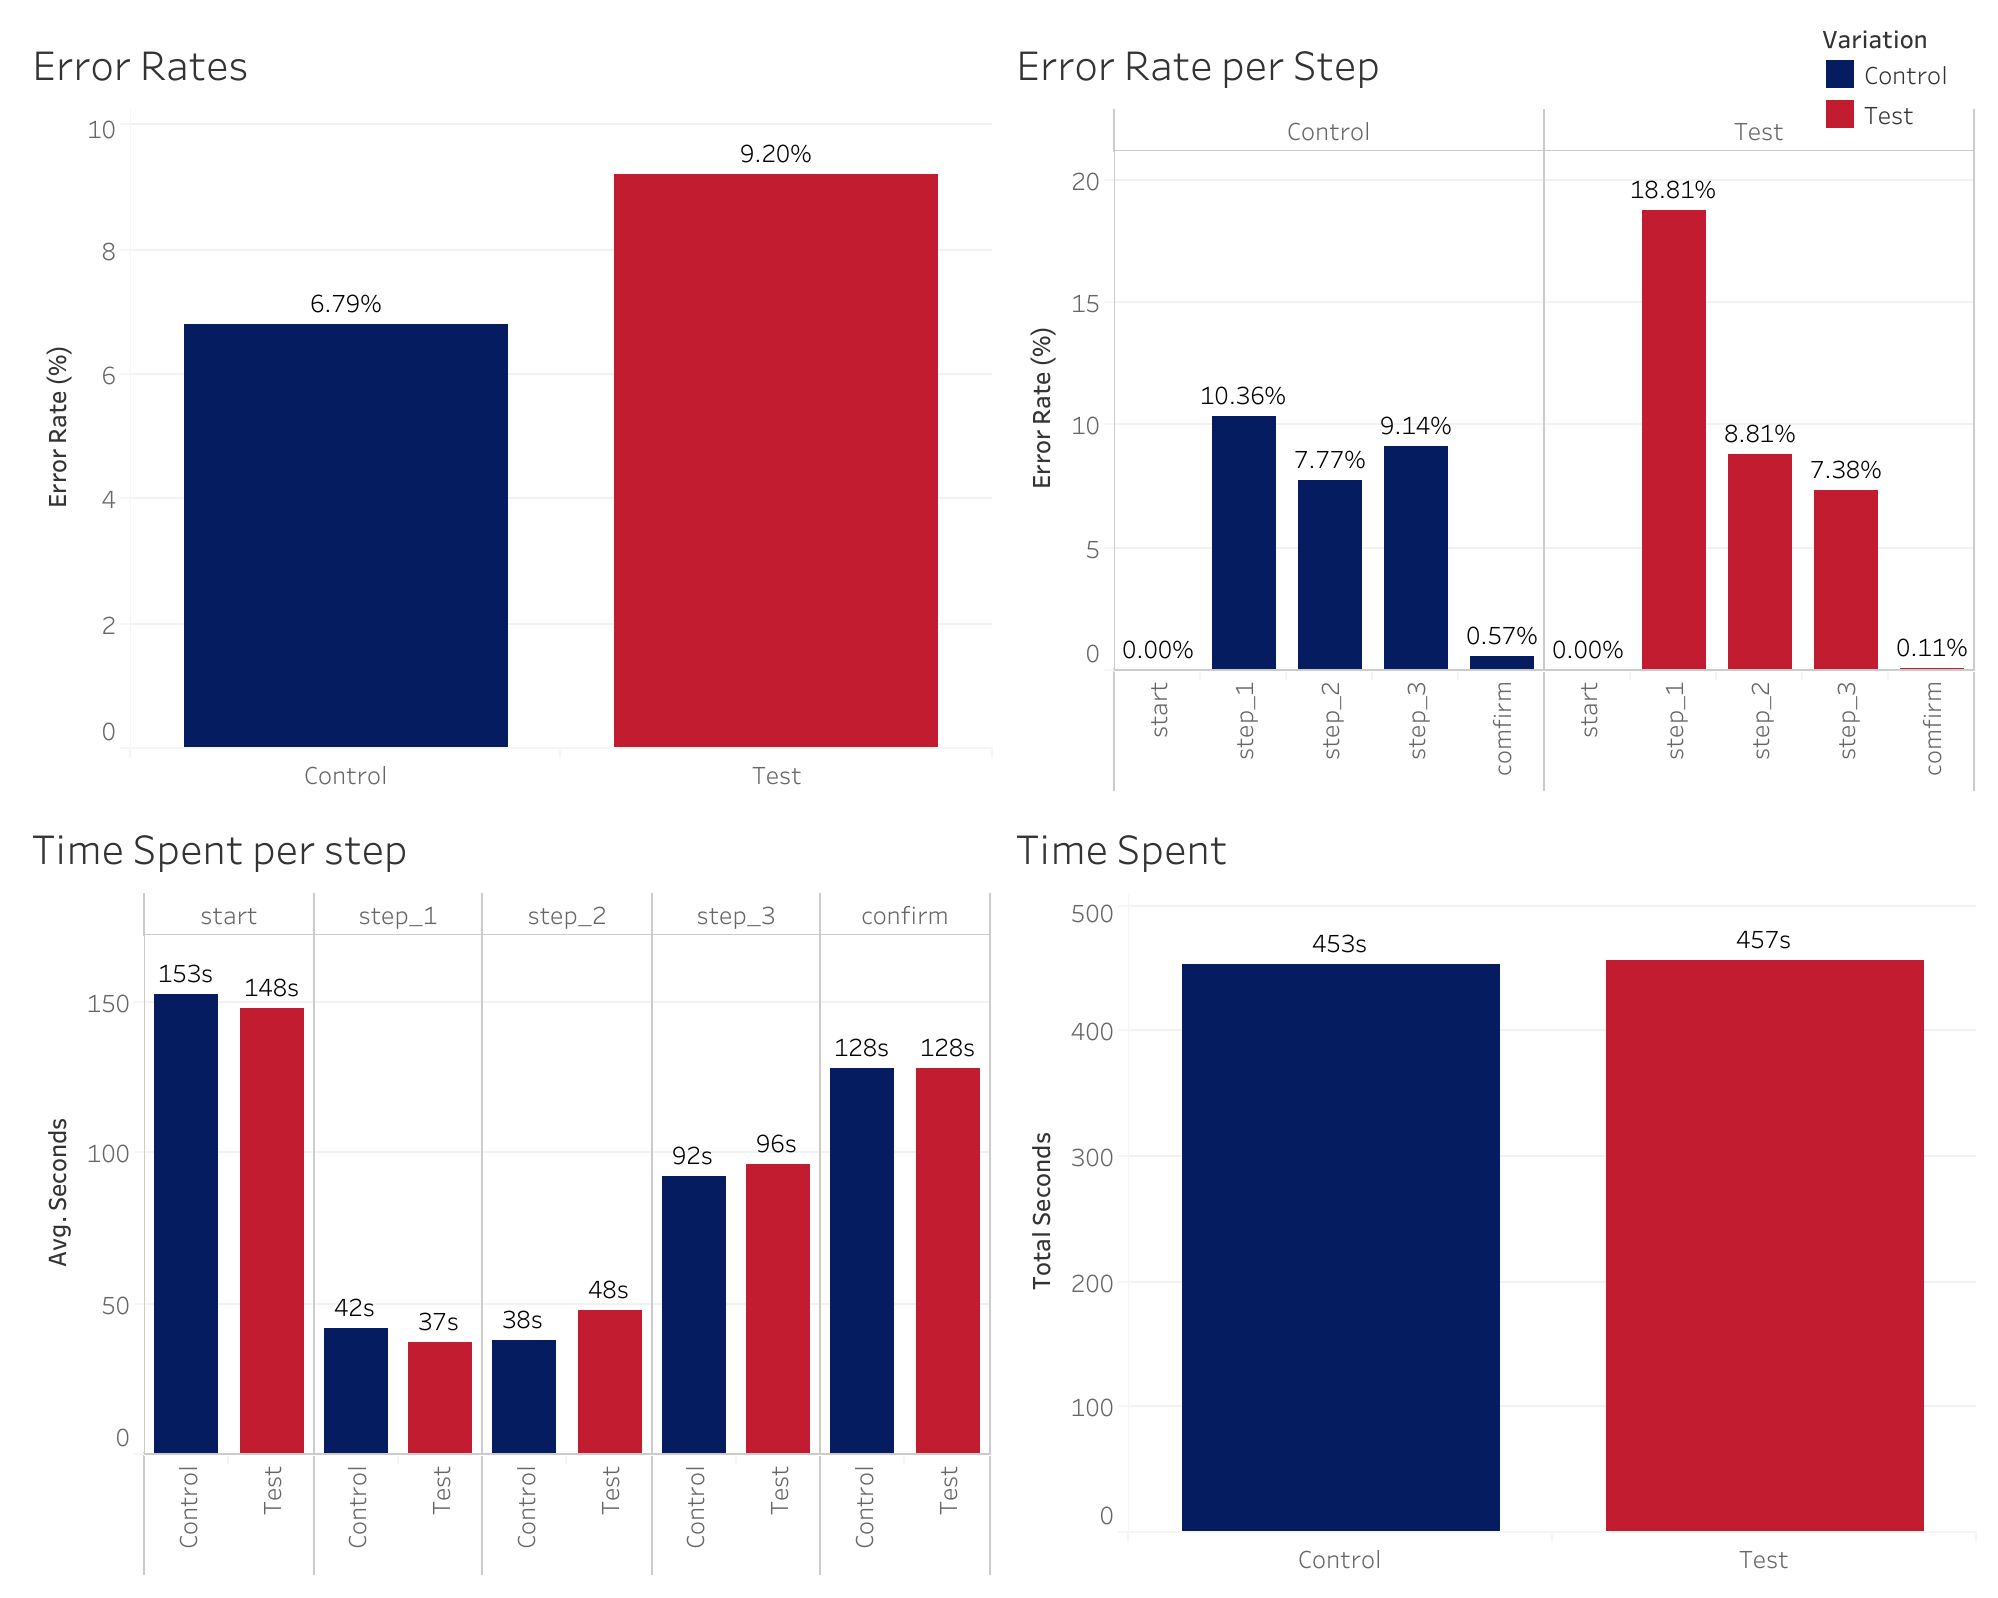 Error Rates
10
8
6
4
2
0
Error Rate (%)
6.79%
9.20%
Control
Test
Error Rate per Step
Variation
Control
Test
Control
Test
20
15
10
5
0
Error Rate (%)
0.00%
10.36%
7.77%
9.14%
0.57%
0.00%
18.81%
8.81%
7.38%
0.11%
start
step_1
step_2
step_3
comfirm
start
step_1
step_2
step_3
comfirm
Time Spent per step
start
step_1
step_2
step_3
confirm
150
100
50
0
Avg. Seconds
153s
148s
42s
37s
38s
48s
92s
96s
128s
128s
Control
Test
Control
Test
Control
Test
Control
Test
Control
Test
Time Spent
500
400
300
200
100
0
Total Seconds
453s
457s
Control
Test